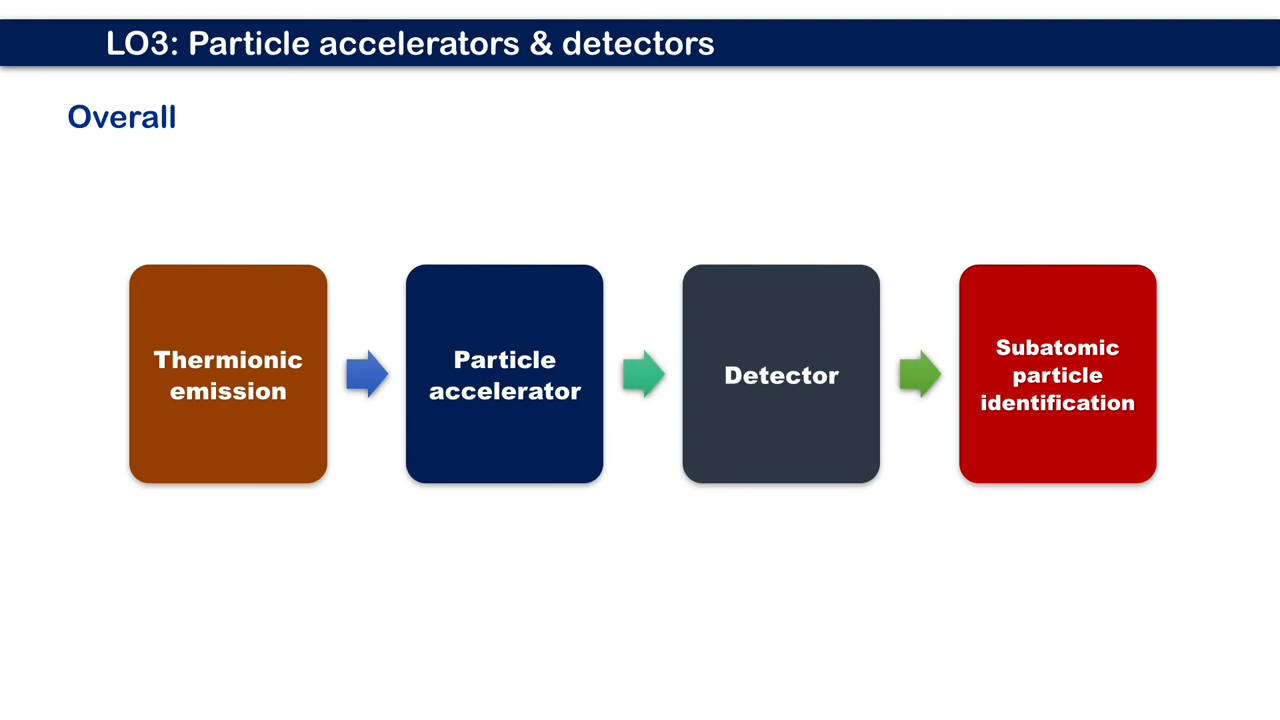 LO3: Particle accelerators & detectors
Overall
Thermionic
emission
Particle
accelerator
Detector
Subatomic
particle
identification